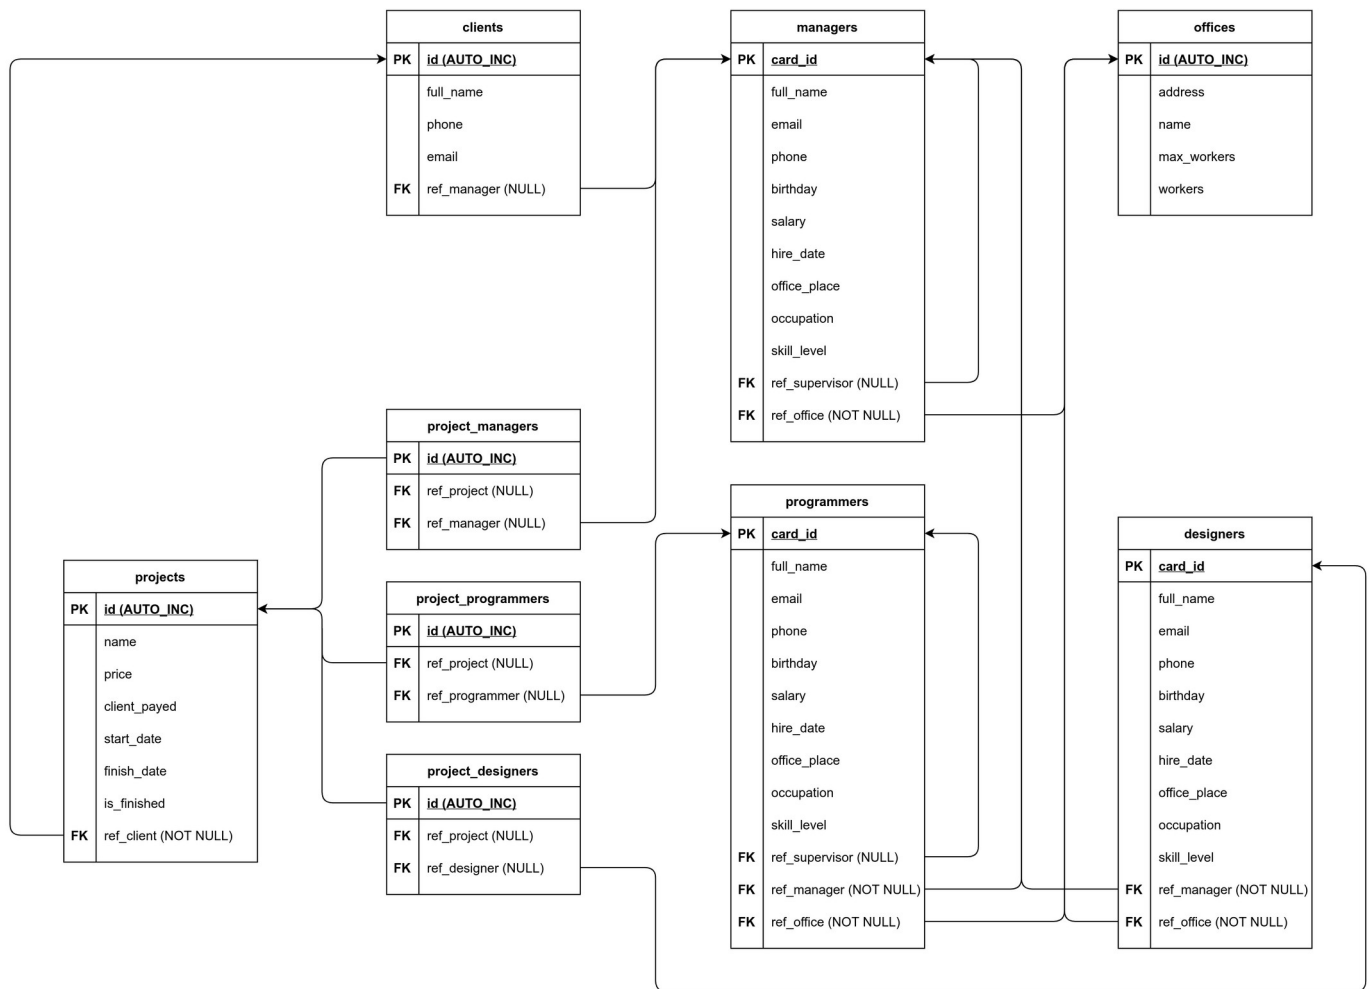 clients
PK id (AUTO_INC)
full_name
phone
email
FK ref_manager (NULL)
managers
PK card_id
full_name
email
phone
birthday
salary
hire_date
office_place
occupation
skill_level
FK ref_supervisor (NULL)
FK ref_office (NOT NULL)
offices
PK id (AUTO_INC)
address
name
max_workers
workers
project_managers
PK id (AUTO_INC)
FK ref_project (NULL)
FK ref_manager (NULL)
projects
PK id (AUTO_INC)
name
price
client_payed
start_date
finish_date
is_finished
FK ref_client (NOT NULL)
project_programmers
PK id (AUTO_INC)
FK ref_project (NULL)
FK ref_programmer (NULL)
project_designers
PK id (AUTO_INC)
FK ref_project (NULL)
FK ref_designer (NULL)
programmers
PK card_id
full_name
email
phone
birthday
salary
hire_date
office_place
occupation
skill_level
FK ref_supervisor (NULL)
FK ref_manager (NOT NULL)
FK ref_office (NOT NULL)
designers
PK card_id
full_name
email
phone
birthday
salary
hire_date
office_place
occupation
skill_level
FK ref_manager (NOT NULL)
FK ref_office (NOT NULL)